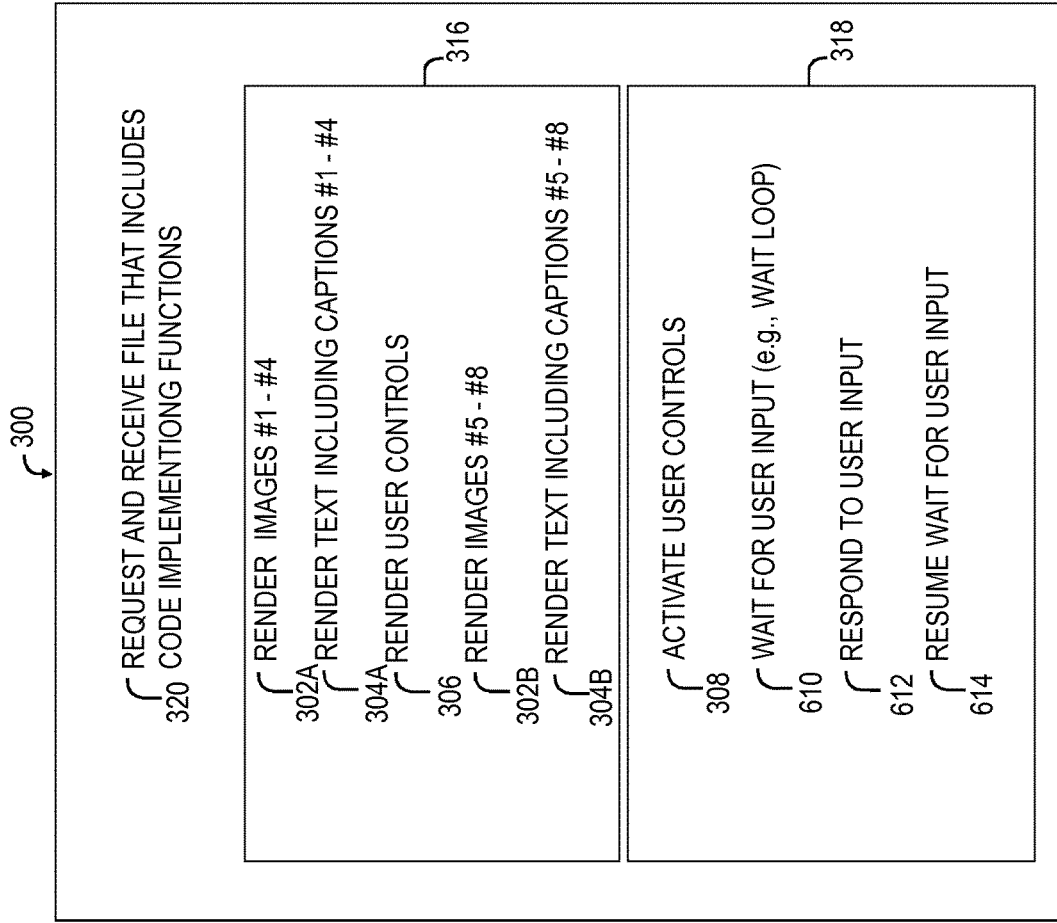 300
REQUEST AND RECEIVE FILE THAT INCLUDES
CODE IMPLEMENTIONG FUNCTIONS
320
316
RENDER IMAGES #1 - #4
302A
RENDER TEXT INCLUDING CAPTIONS #1 - #4
304A
RENDER USER CONTROLS
306
RENDER IMAGES #5 - #8
302B
RENDER TEXT INCLUDING CAPTIONS #5 - #8
304B
318
ACTIVATE USER CONTROLS
308
WAIT FOR USER INPUT (e.g., WAIT LOOP)
610
RESPOND TO USER INPUT
612
RESUME WAIT FOR USER INPUT
614